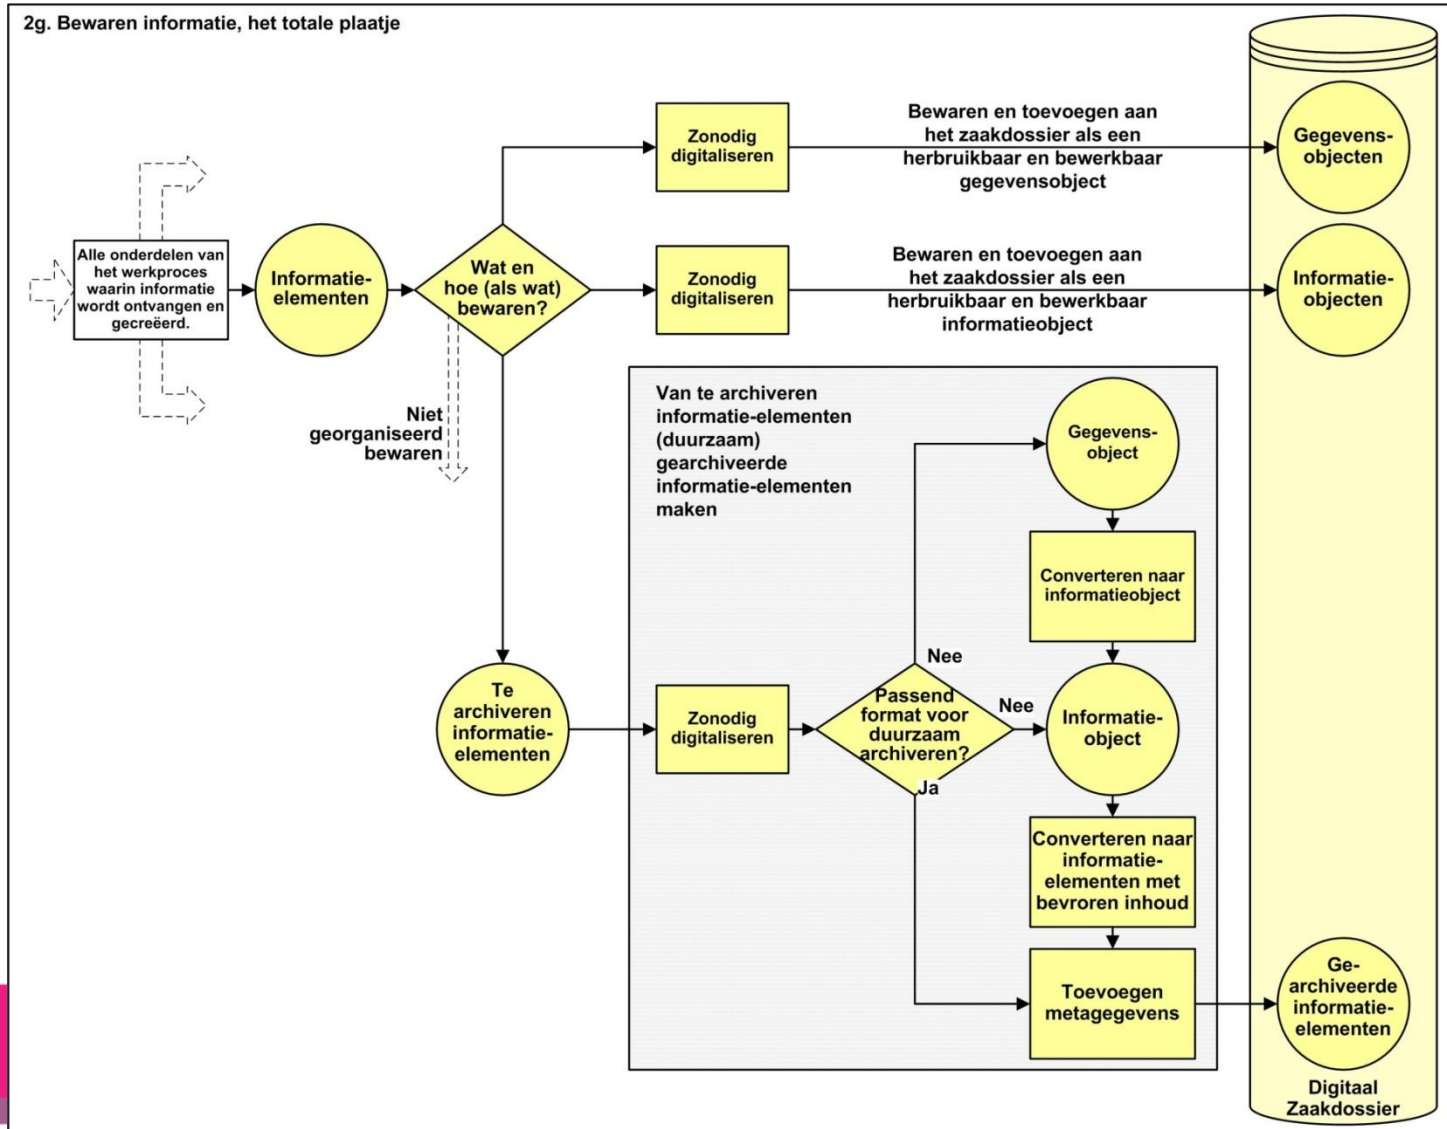 2g. Bewaren informatie, het totale plaatje
Zonodig
digitaliseren
Bewaren en toevoegen aan
het zaakdossier als een
herbruikbaar en bewerkbaar
gegevensobject
Gegevens-
objecten
Alle onderdelen van
het werkproces
waarin informatie
wordt ontvangen en
gecreëerd.
Informatie-
elementen
Wat en
hoe (als wat)
bewaren?
Zonodig
digitaliseren
Bewaren en toevoegen aan
het zaakdossier als een
herbruikbaar en bewerkbaar
informatieobject
Informatie-
objecten
Niet
georganiseerd
bewaren
Van te archiveren
informatie-elementen
(duurzaam)
gearchiveerde
informatie-elementen
maken
Gegevens-
object
Converteren naar
informatieobject
Te
archiveren
informatie-
elementen
Zonodig
digitaliseren
Nee
Passend
format voor
duurzaam
archiveren?
Nee
Ja
Informatie-
object
Converteren naar
informatie-
elementen met
bevroren inhoud
Toevoegen
metagegevens
Ge-
archiveerde
informatie-
elementen
Digitaal
Zaakdossier